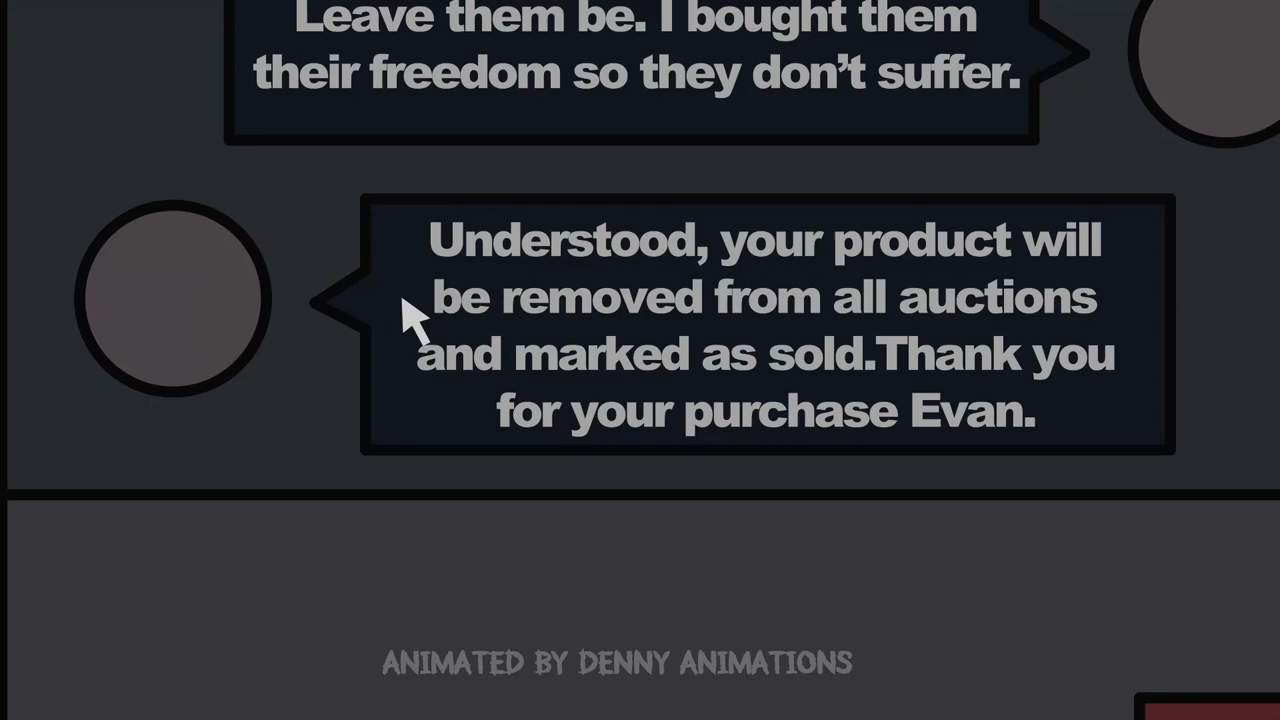 Leave them be. I bought them
their freedom so they don’t suffer.
Understood, your product will
be removed from all auctions
and marked as sold.Thank you
for your purchase Evan.
ANIMATED BY DENNY ANIMATIONS